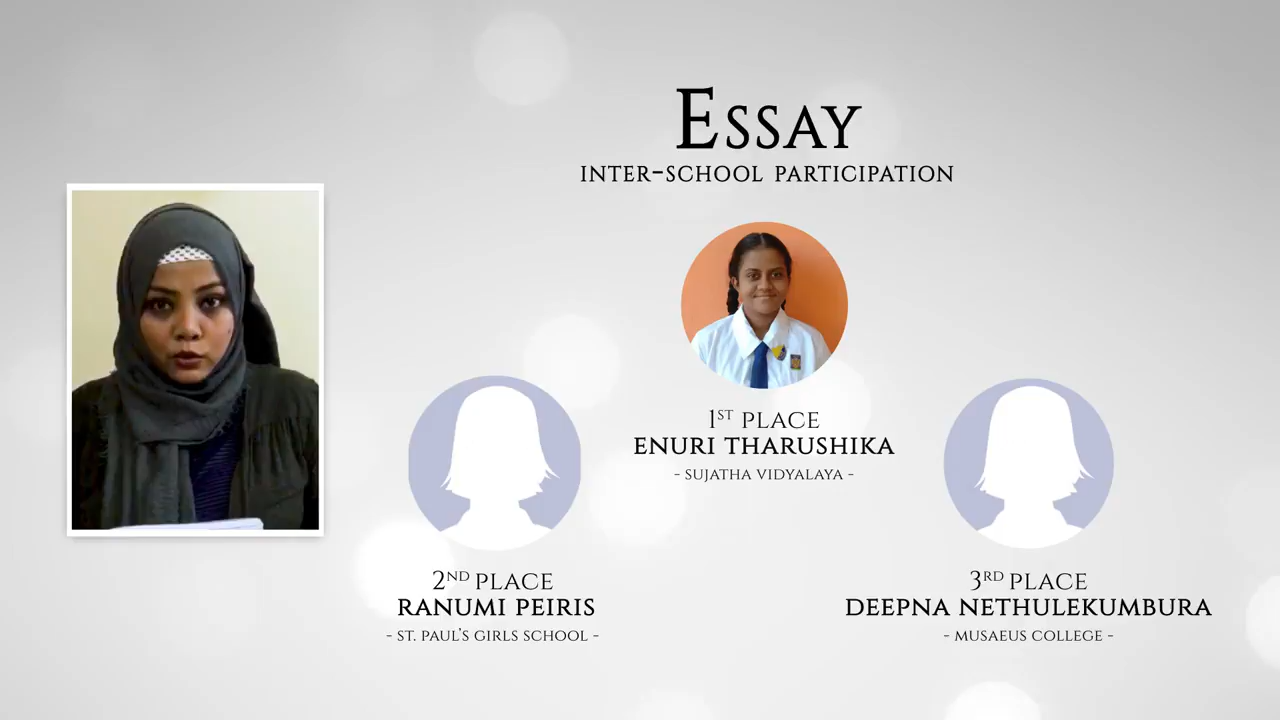 ESSAY
INTER-SCHOOL PARTICIPATION
1ST PLACE
ENURI THARUSHIKA
- SUJATHA VIDYALAYA -
2ND PLACE
RANUMI PEIRIS
- ST. PAUL'S GIRLS SCHOOL -
3RD PLACE
DEEPNA NETHULEKUMBURA
- MUSAEUS COLLEGE -